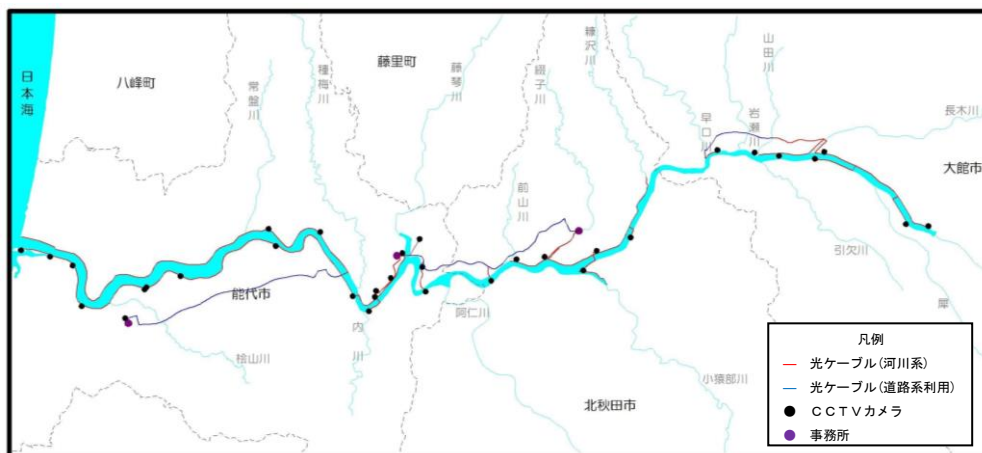 日本海
八峰町
常盤川
種梅川
藤里町
藤琴川
綴子川
糠沢川
早口川
岩瀬川
山田川
長木川
大館市
前山川
引欠川
犀
能代市
内川
阿仁川
桧山川
小猿部川
北秋田市
凡例
光ケーブル(河川系)
光ケーブル(道路系利用)
CCTVカメラ
事務所